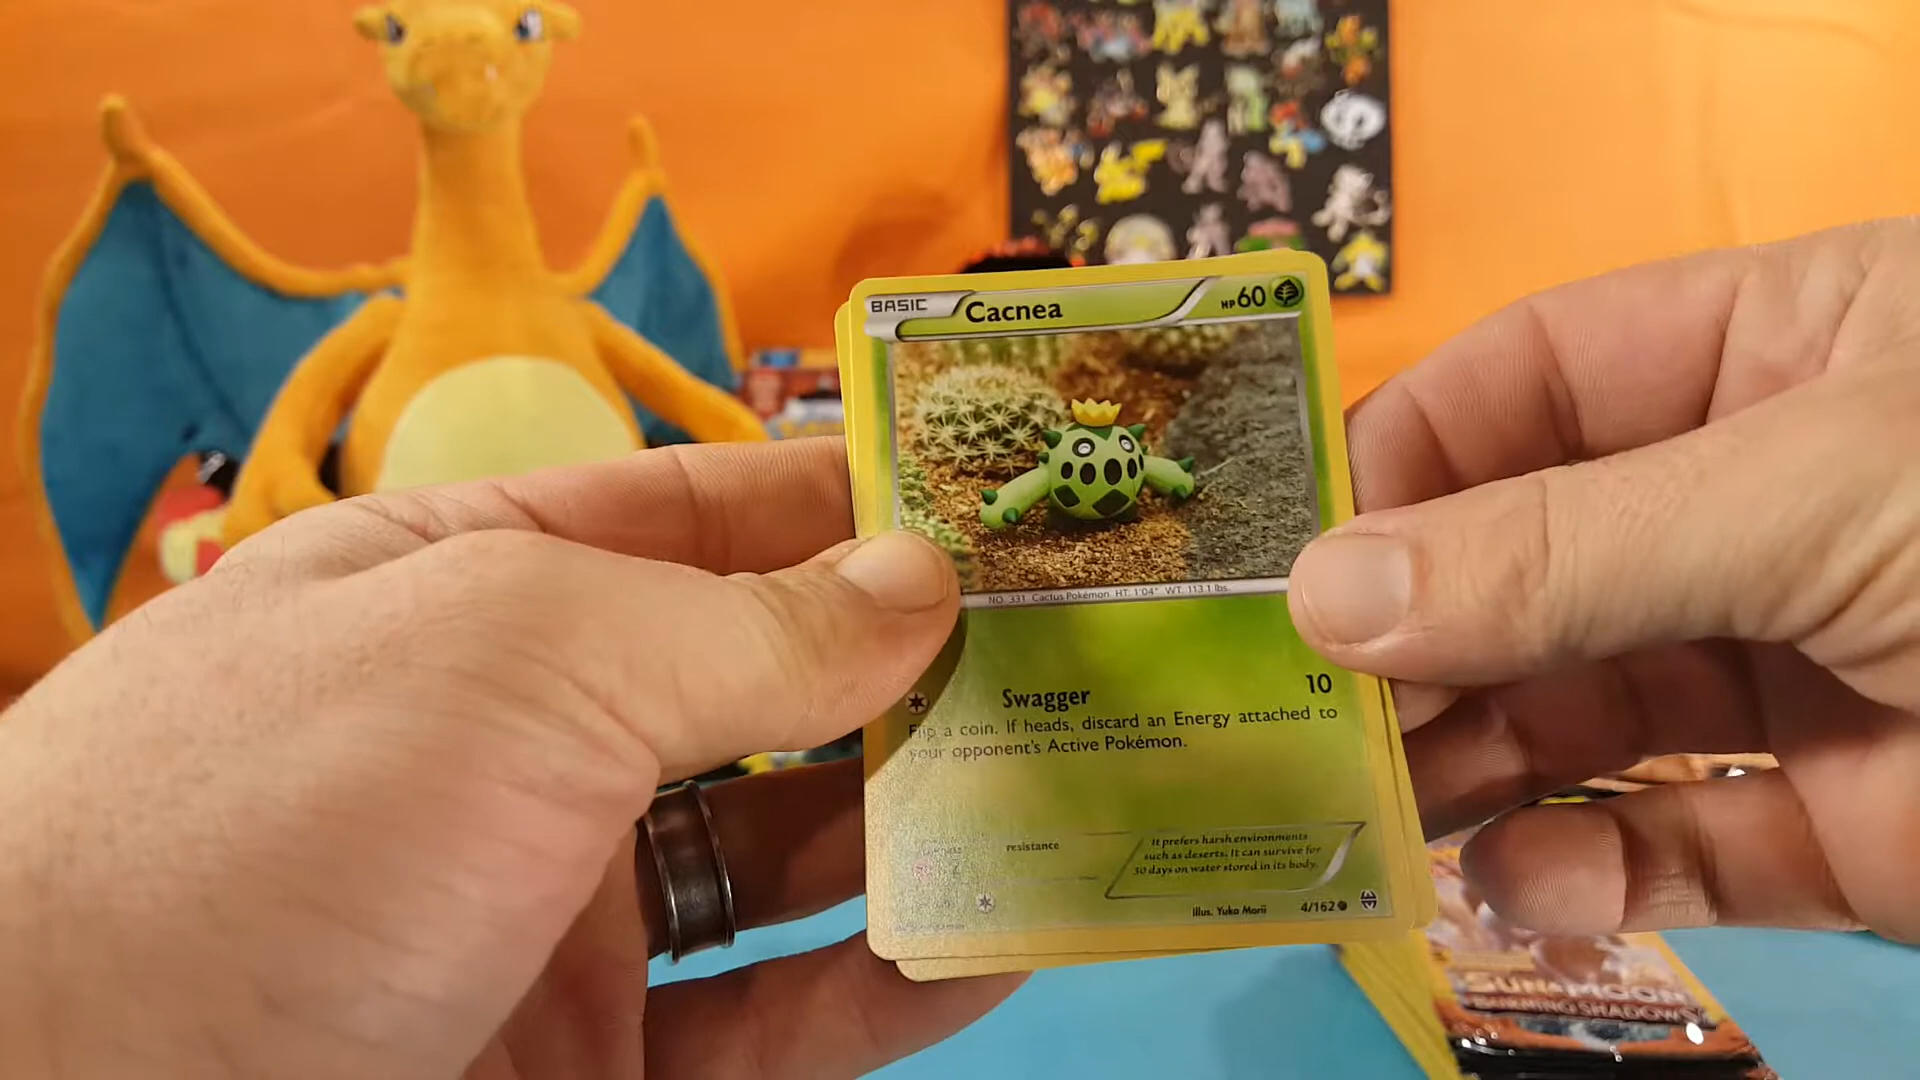 BASIC
Cacnea
HP60
NO. 331 Cactus Pokémon HT: 1'04" WT: 113.1 lbs.
Swagger 10
Flip a coin. If heads, discard an Energy attached to
your opponent's Active Pokémon.
resistance
It prefers harsh environments
such as deserts. It can survive for
30 days on water stored in its body.
Illus. Yuka Morii
4/162
SUN & MOON
BURNING SHADOWS